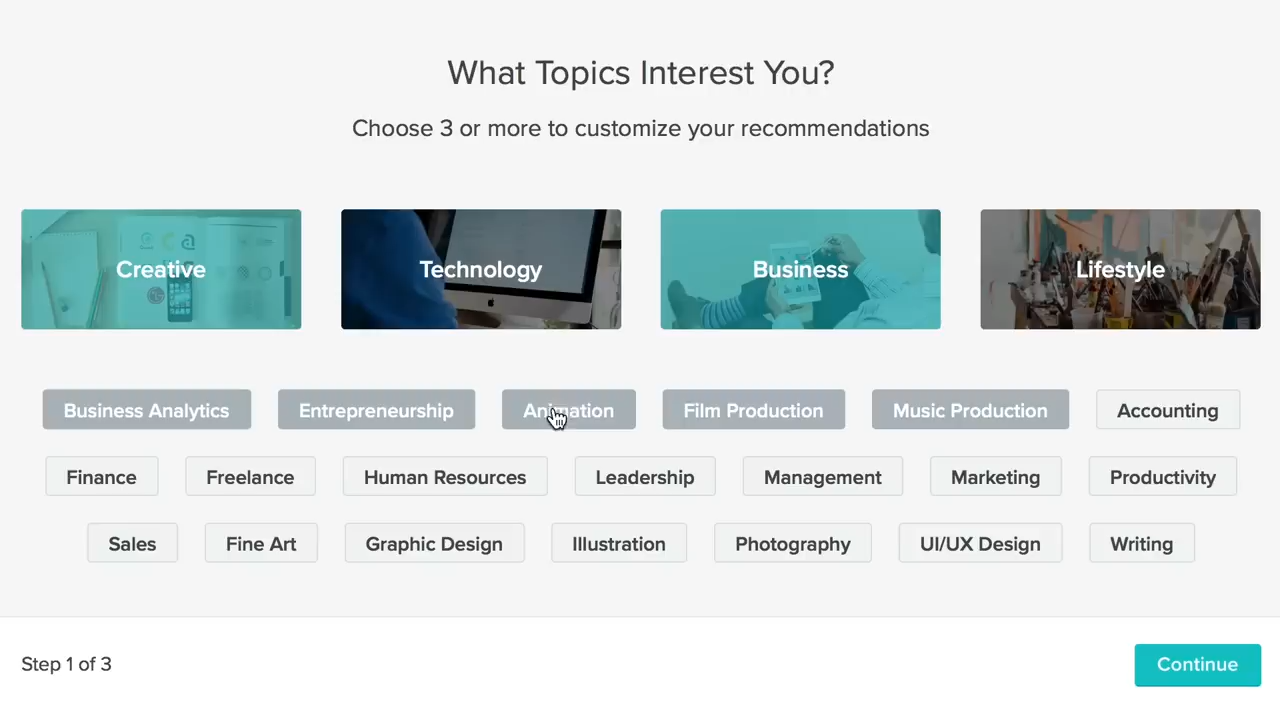 What Topics Interest You?
Choose 3 or more to customize your recommendations
Creative Technology Business Lifestyle
Business Analytics Entrepreneurship Animation Film Production Music Production Accounting
Finance Freelance Human Resources Leadership Management Marketing Productivity
Sales Fine Art Graphic Design Illustration Photography UI/UX Design Writing
Step 1 of 3 Continue